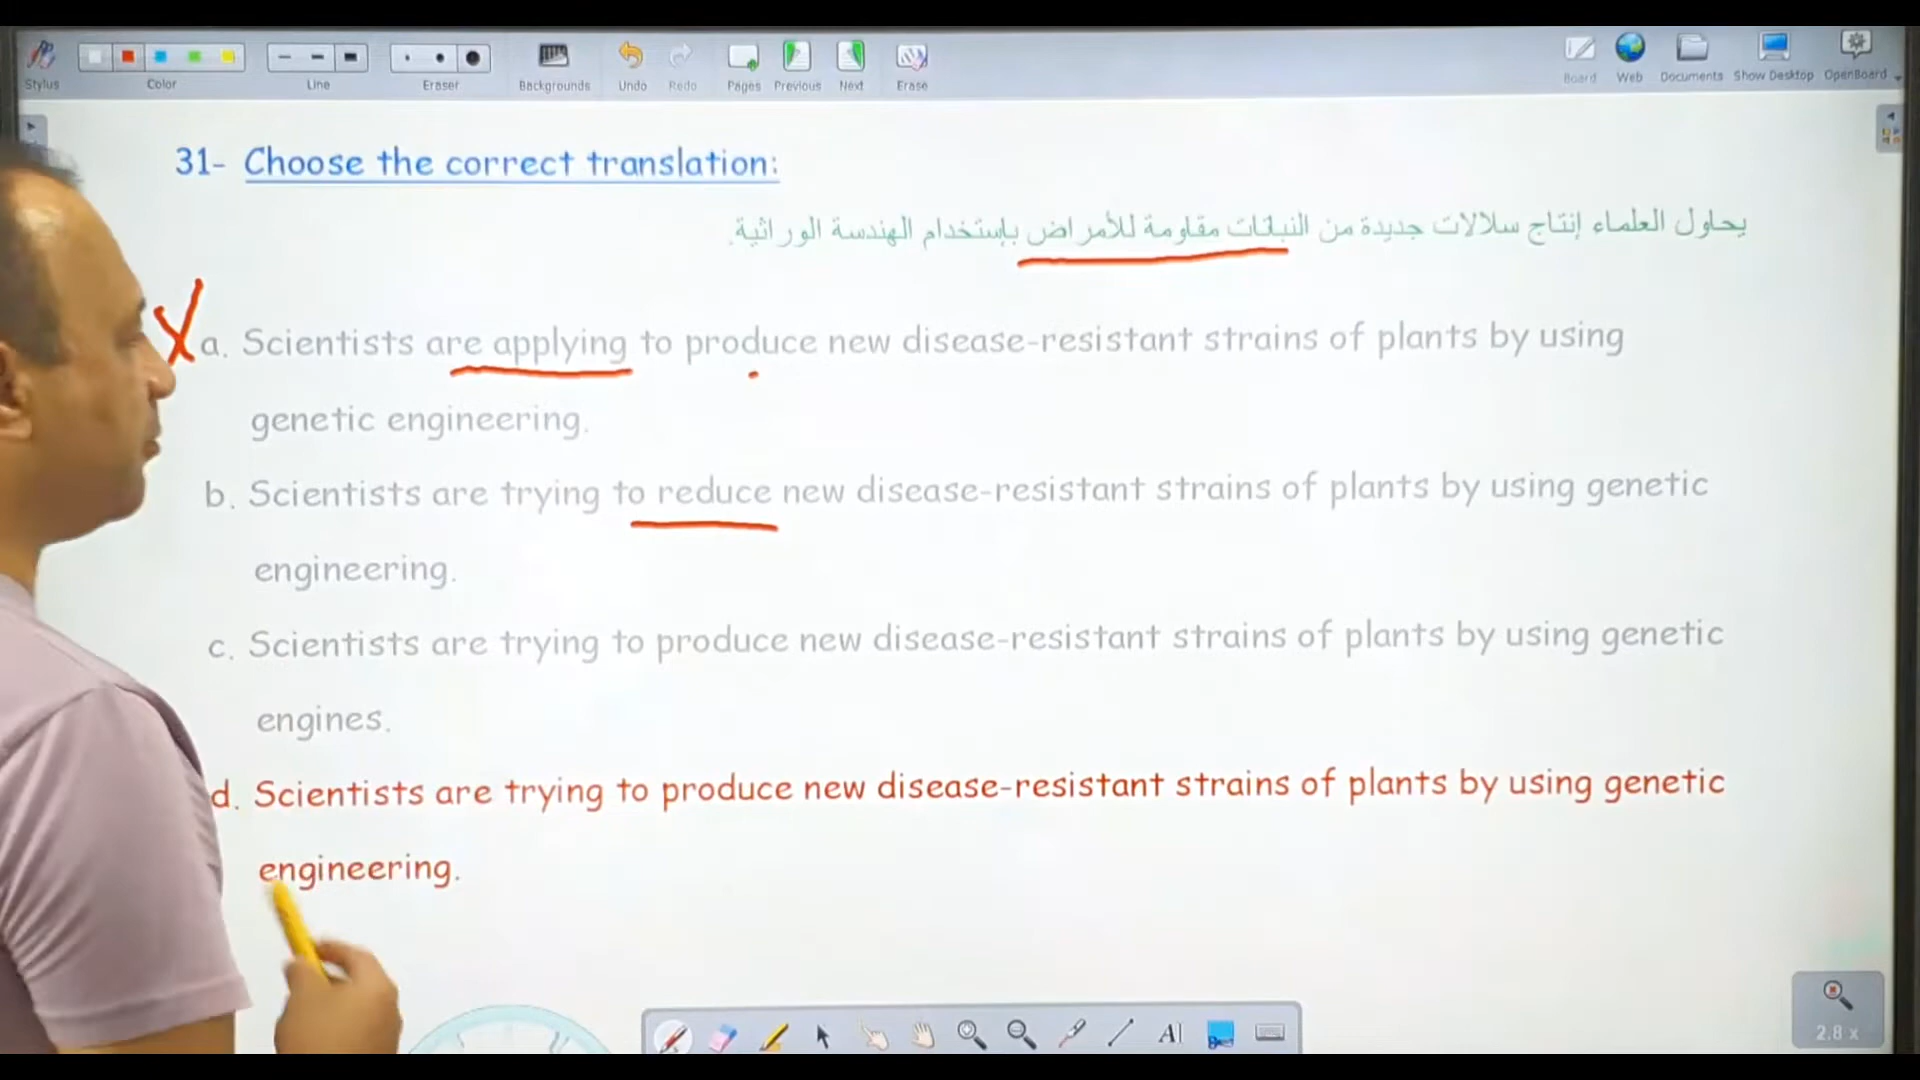 Stylus
Color
Line
Eraser
Backgrounds
Undo
Redo
Pages
Previous
Next
Erase
Board
Web
Documents
Show Desktop
OpenBoard
31- Choose the correct translation:
يحاول العلماء إنتاج سلالات جديدة من النباتات مقاومة للأمراض بإستخدام الهندسة الوراثية.
X a. Scientists are applying to produce new disease-resistant strains of plants by using
genetic engineering.
b. Scientists are trying to reduce new disease-resistant strains of plants by using genetic
engineering.
c. Scientists are trying to produce new disease-resistant strains of plants by using genetic
engines.
d. Scientists are trying to produce new disease-resistant strains of plants by using genetic
engineering.
AI
2.8 x